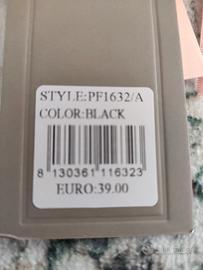 STYLE:PF1632/A
COLOR:BLACK
8 130361 116323
EURO:39.00